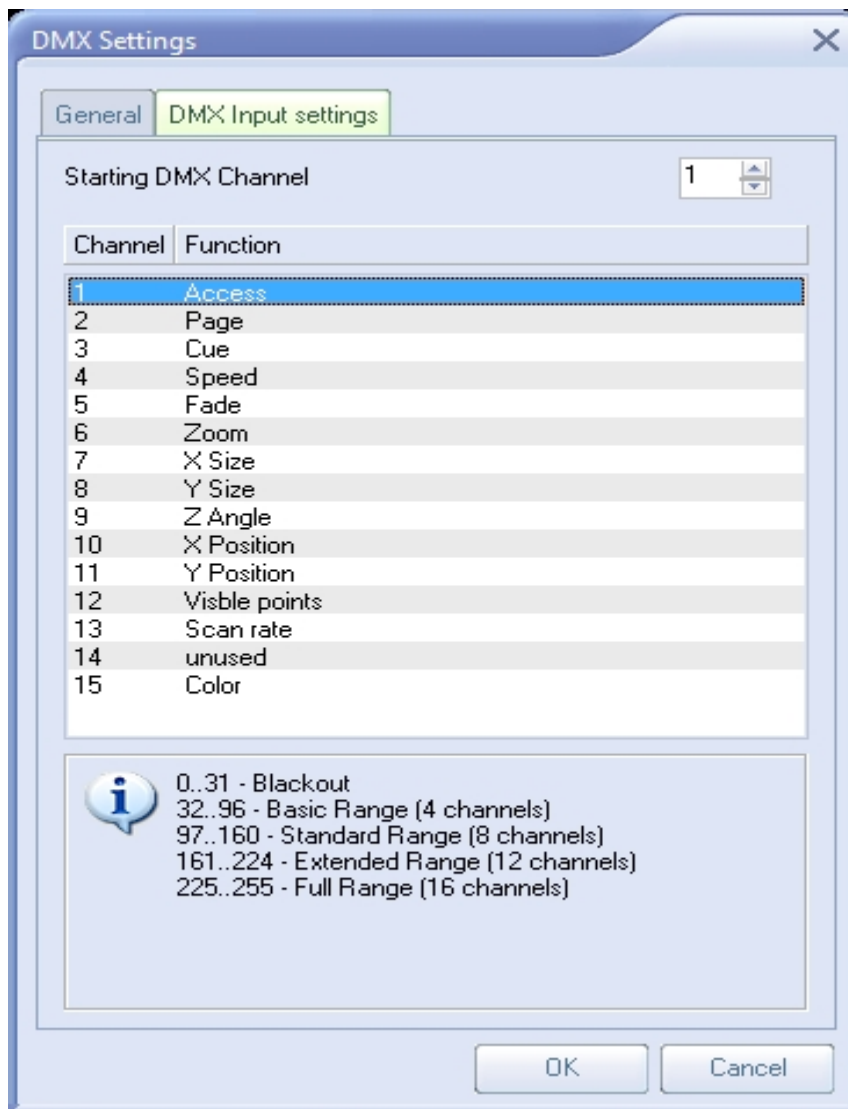 DMX Settings
General DMX Input settings
Starting DMX Channel 1
Channel Function
1 Access
2 Page
3 Cue
4 Speed
5 Fade
6 Zoom
7 X Size
8 Y Size
9 Z Angle
10 X Position
11 Y Position
12 Visble points
13 Scan rate
14 unused
15 Color
0..31 - Blackout
32..96 - Basic Range (4 channels)
97..160 - Standard Range (8 channels)
161..224 - Extended Range (12 channels)
225..255 - Full Range (16 channels)
OK Cancel